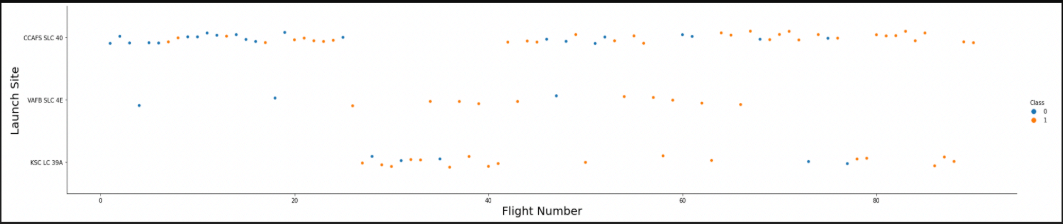 Launch Site
CCAFS SLC 40
VAFB SLC 4E
KSC LC 39A
0
20
40
60
80
Flight Number
Class
0
1